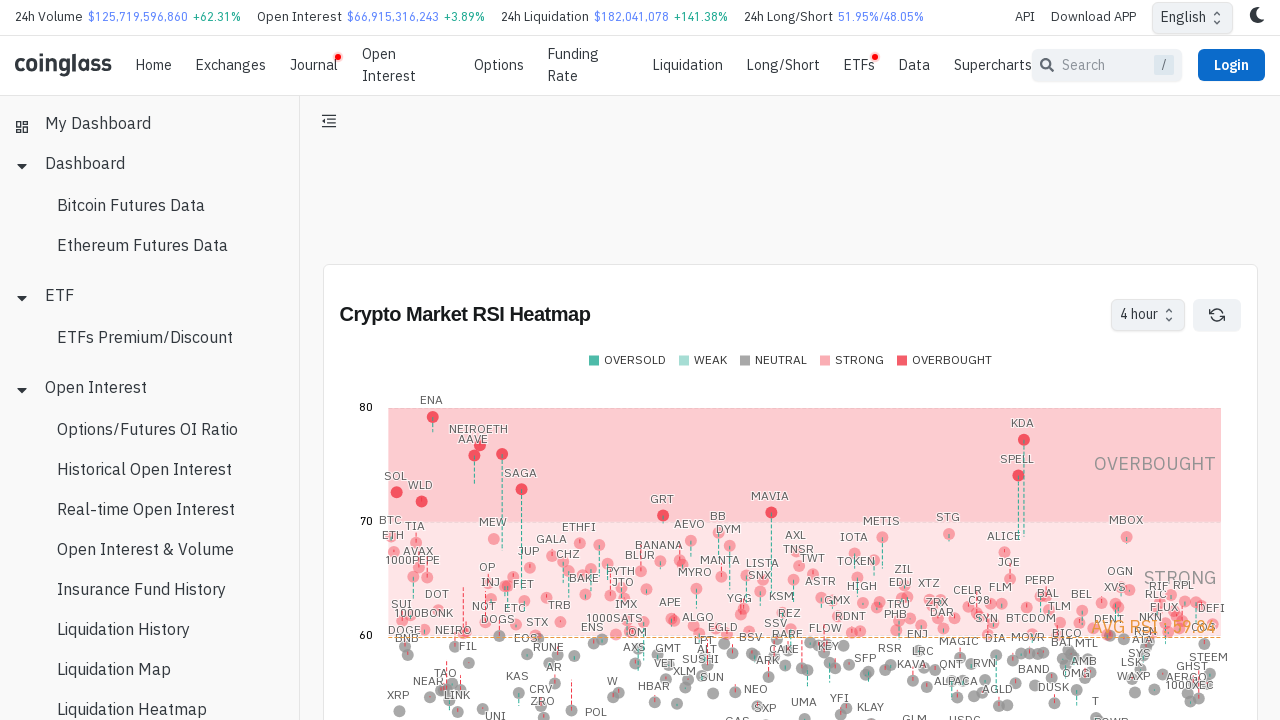 24h Volume $125,719,596,860 +62.31% Open Interest $66,915,316,243 +3.89% 24h Liquidation $182,041,078 +141.38% 24h Long/Short 51.95%/48.05% API Download APP English
coinglass Home Exchanges Journal Open Interest Options Funding Rate Liquidation Long/Short ETFs Data Supercharts Search / Login
My Dashboard
Dashboard
Bitcoin Futures Data
Ethereum Futures Data
ETF
ETFs Premium/Discount
Open Interest
Options/Futures OI Ratio
Historical Open Interest
Real-time Open Interest
Open Interest & Volume
Insurance Fund History
Liquidation History
Liquidation Map
Liquidation Heatmap
Crypto Market RSI Heatmap 4 hour
OVERSOLD WEAK NEUTRAL STRONG OVERBOUGHT
80
ENA
KDA
NEIROETH
AAVE
SPELL
OVERBOUGHT
SOL
WLD
SAGA
GRT
MAVIA
70
BTC
TIA
MEW
ETHFI
AEVO
BB
DYM
METIS
STG
MBOX
ETH
AVAX
1000PEPE
JUP
GALA
CHZ
BLUR
BANANA
MANTA
AXL
TNSR
TWT
IOTA
TOKEN
ALICE
JOE
OP
INJ
FET
BAKE
PYTH
JTO
MYRO
LISTA
SNX
ASTR
HIGH
ZIL
EDU
XTZ
CELR
FLM
PERP
OGN
STRONG
DOT
SUI
1000BONK
NOT
ETC
TRB
IMX
APE
YGG
KSM
GMX
TRU
ZRX
C98
BAL
BEL
XVS
RLC
RPL
DOGS
STX
1000SATS
ALGO
REZ
RDNT
PHB
DAR
SYN
BTCDOM
TLM
DENT
FLUX
IDEFI
60
DOGE
BNB
NEIRO
FIL
EOS
RUNE
ENS
AXS
GMT
EGLD
BSV
SSV
RARE
CAKE
FLOW
KEY
ENJ
MAGIC
DIA
MOVR
BICO
BAT
MTL
ATA
REN
SYS
STEEM
NEAR
TAO
LINK
KAS
AR
VET
SUSHI
XLM
SUN
ARK
SFP
RSR
LRC
KAVA
QNT
RVN
BAND
AMB
OMG
LSK
WAXP
GHST
AERGO
1000XEC
XRP
UNI
CRV
ZRO
POL
W
HBAR
NEO
SXP
UMA
YFI
KLAY
ALPACA
AGLD
DUSK
T
GLM
USDC